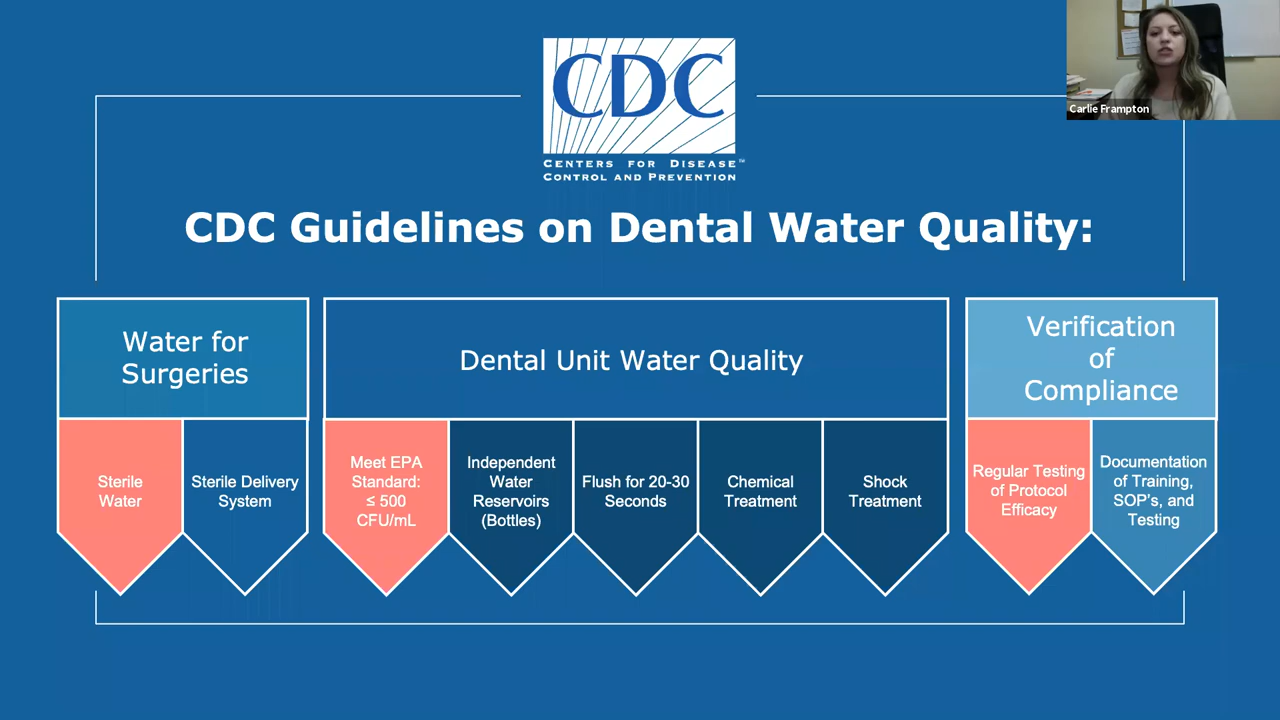 CDC
CENTERS FOR DISEASE
CONTROL AND PREVENTION
Carlie Frampton
CDC Guidelines on Dental Water Quality:
Water for
Surgeries
Sterile
Water
Sterile Delivery
System
Dental Unit Water Quality
Meet EPA
Standard:
≤ 500
CFU/mL
Independent
Water
Reservoirs
(Bottles)
Flush for 20-30
Seconds
Chemical
Treatment
Shock
Treatment
Verification
of
Compliance
Regular Testing
of Protocol
Efficacy
Documentation
of Training,
SOP's, and
Testing